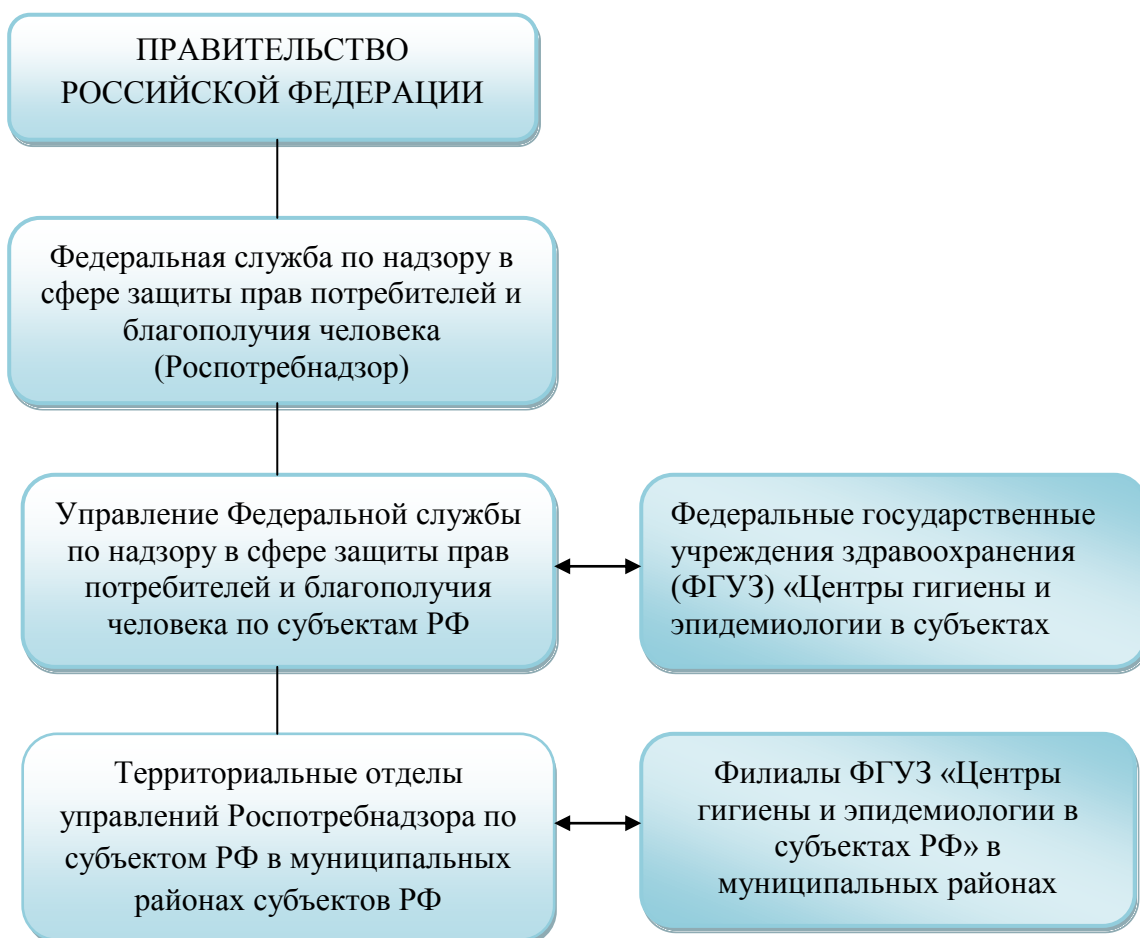 ПРАВИТЕЛЬСТВО
РОССИЙСКОЙ ФЕДЕРАЦИИ
Федеральная служба по надзору в
сфере защиты прав потребителей и
благополучия человека
(Роспотребнадзор)
Управление Федеральной службы
по надзору в сфере защиты прав
потребителей и благополучия
человека по субъектам РФ
Федеральные государственные
учреждения здравоохранения
(ФГУЗ) «Центры гигиены и
эпидемиологии в субъектах
Территориальные отделы
управлений Роспотребнадзора по
субъектом РФ в муниципальных
районах субъектов РФ
Филиалы ФГУЗ «Центры
гигиены и эпидемиологии в
субъектах РФ» в
муниципальных районах